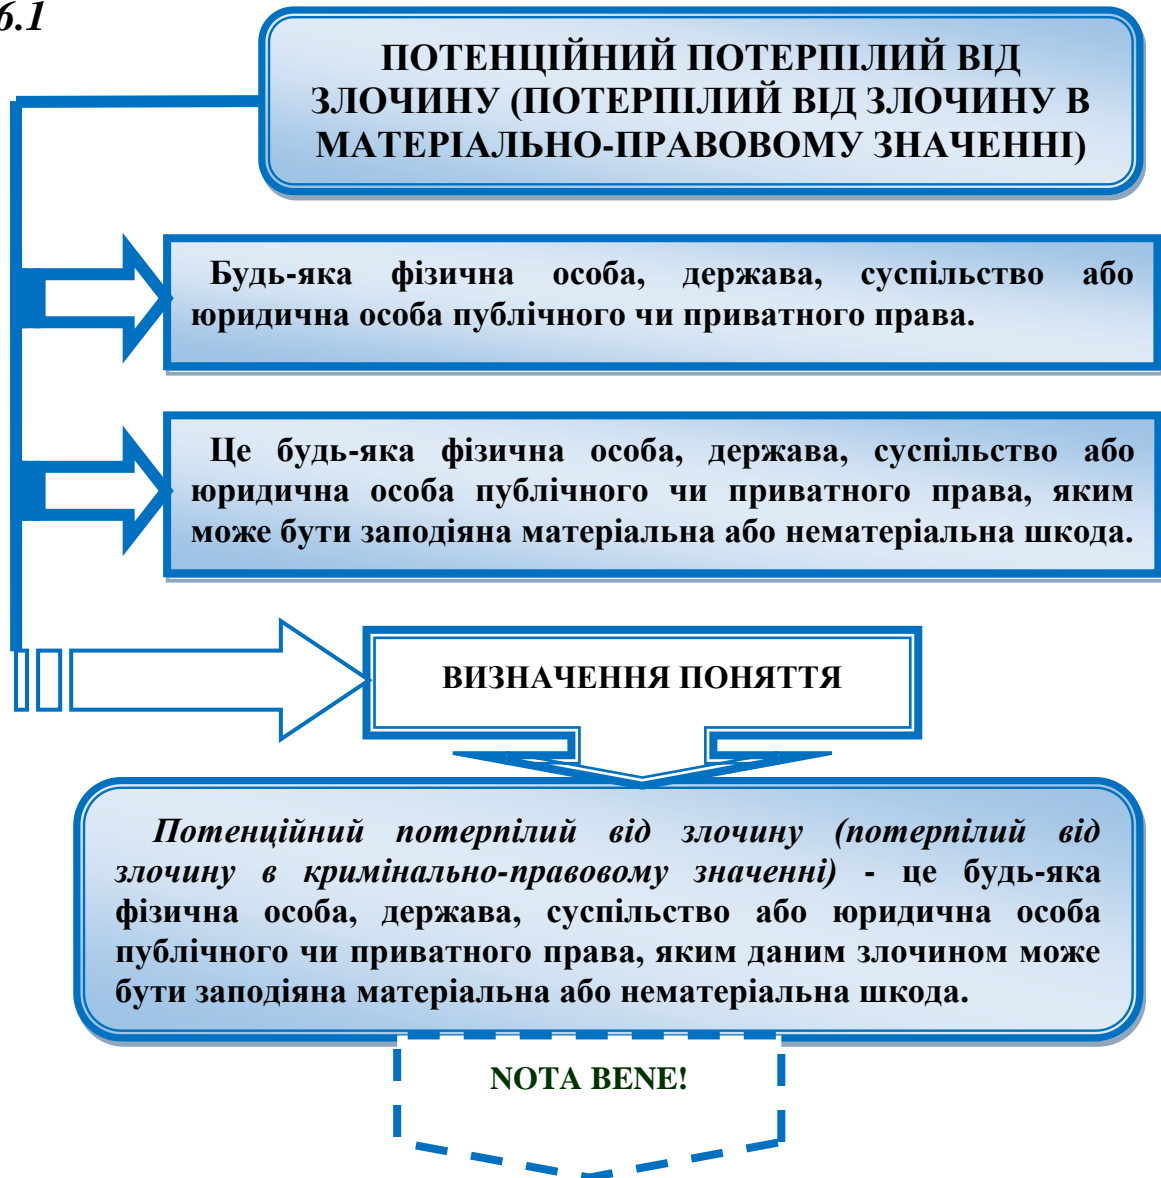 6.1
ПОТЕНЦІЙНИЙ ПОТЕРПІЛИЙ ВІД
ЗЛОЧИНУ (ПОТЕРПІЛИЙ ВІД ЗЛОЧИНУ В
МАТЕРІАЛЬНО-ПРАВОВОМУ ЗНАЧЕННІ)
Будь-яка фізична особа, держава, суспільство або
юридична особа публічного чи приватного права.
Це будь-яка фізична особа, держава, суспільство або
юридична особа публічного чи приватного права, яким
може бути заподіяна матеріальна або нематеріальна шкода.
ВИЗНАЧЕННЯ ПОНЯТТЯ
Потенційний потерпілий від злочину (потерпілий від
злочину в кримінально-правовому значенні) - це будь-яка
фізична особа, держава, суспільство або юридична особа
публічного чи приватного права, яким даним злочином може
бути заподіяна матеріальна або нематеріальна шкода.
NOTA BENE!